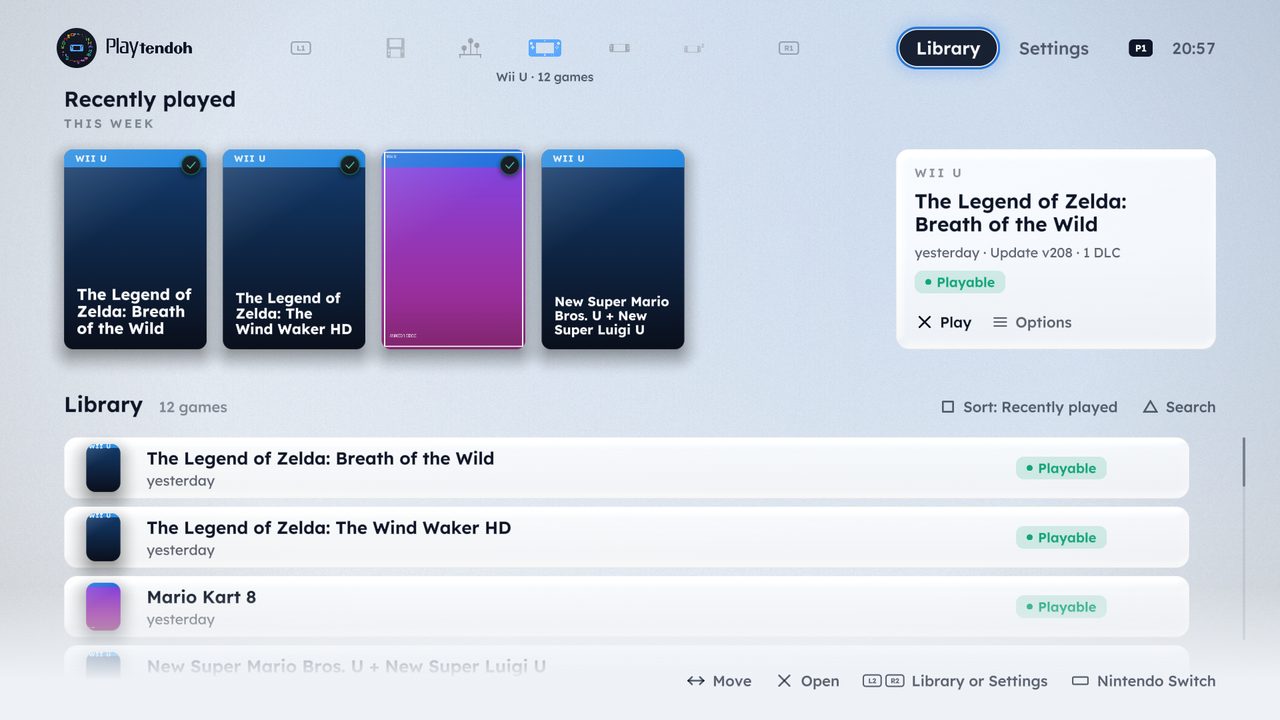 Playtendoh
L1
R1
Library
Settings
P1
20:57
Wii U · 12 games
Recently played
THIS WEEK
WII U
The Legend of
Zelda: Breath
of the Wild
WII U
The Legend of
Zelda: The
Wind Waker HD
WII U
New Super Mario
Bros. U + New
Super Luigi U
WII U
The Legend of Zelda:
Breath of the Wild
yesterday · Update v208 · 1 DLC
Playable
Play
Options
Library
12 games
Sort: Recently played
Search
WII U
The Legend of Zelda: Breath of the Wild
yesterday
Playable
WII U
The Legend of Zelda: The Wind Waker HD
yesterday
Playable
Mario Kart 8
yesterday
Playable
New Super Mario Bros. U + New Super Luigi U
Move
Open
L2
R2
Library or Settings
Nintendo Switch